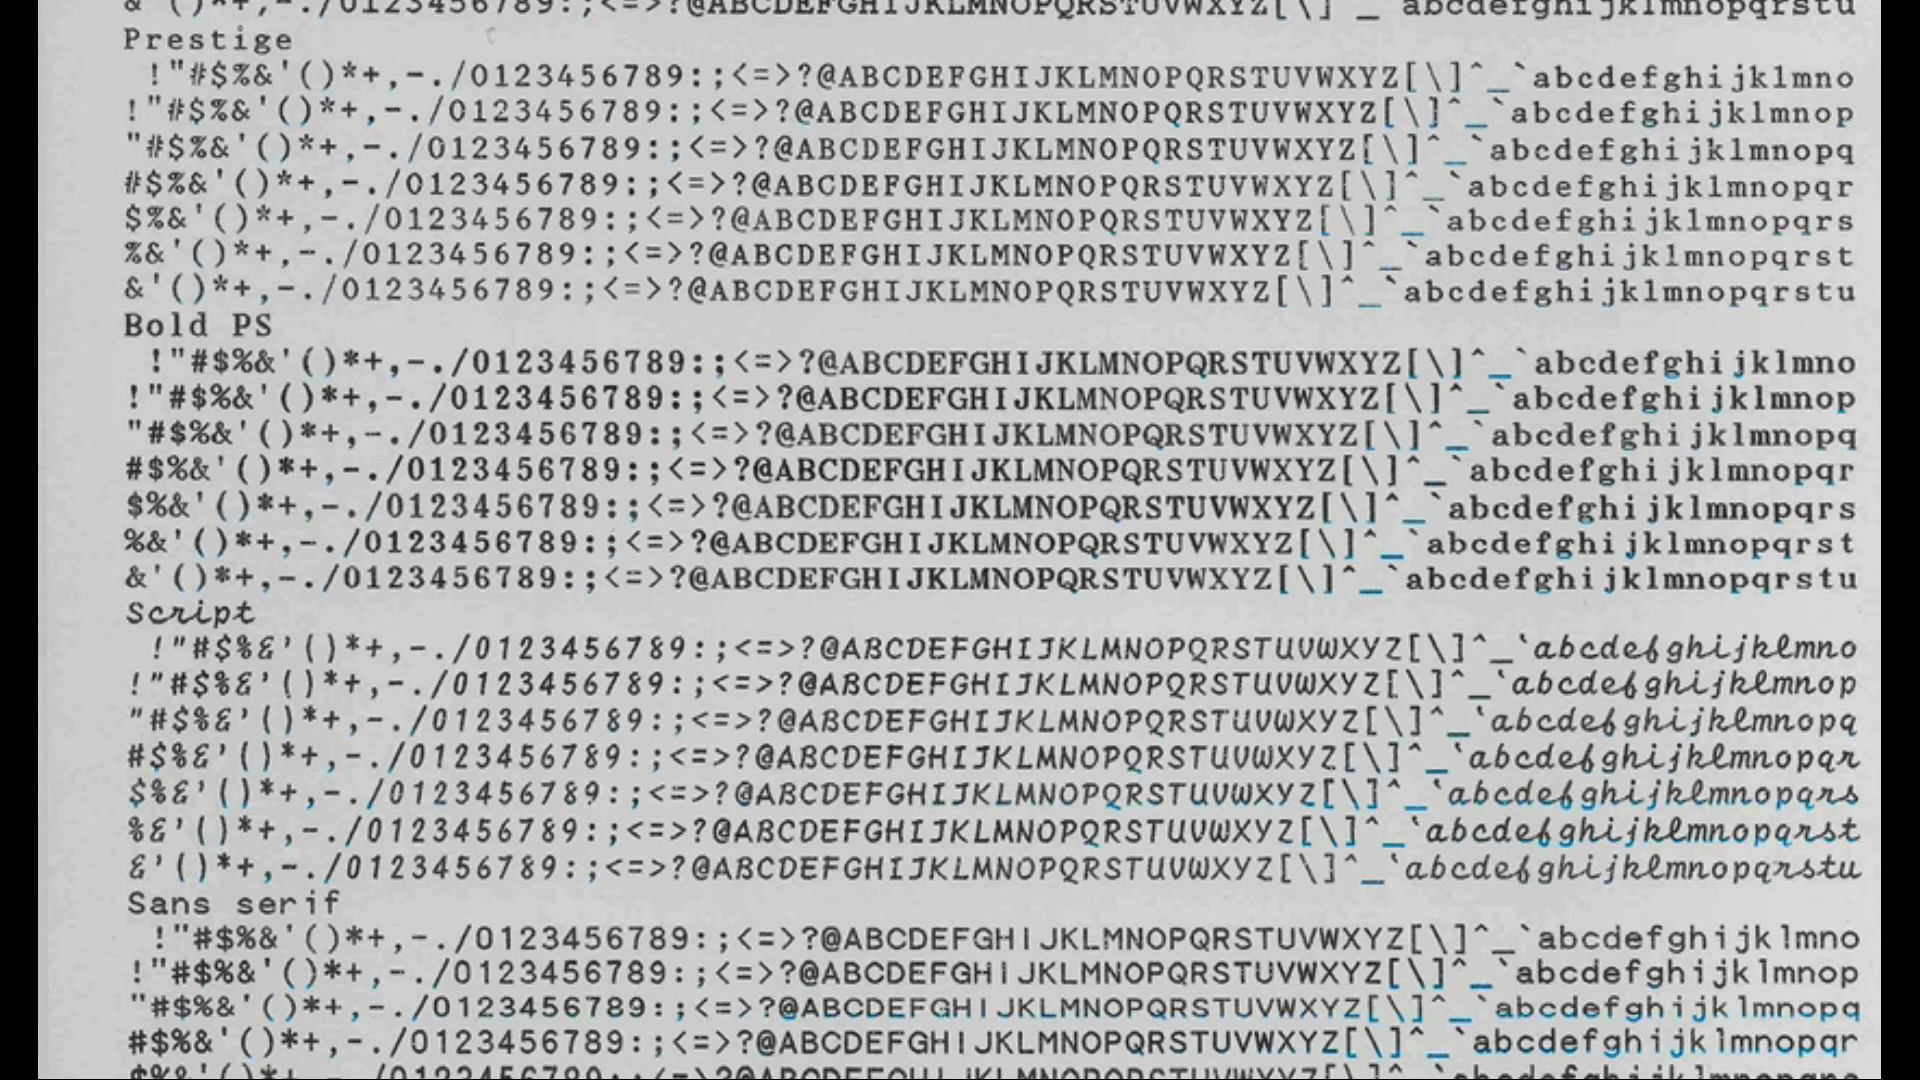 & '()*+,-./0123456789:;<=>?@ABCDEFGHIJKLMNOPQRSTUVWXYZ[\]^_`abcdefghijklmnopqrstu
Prestige
 !"#$%&'()*+,-./0123456789:;<=>?@ABCDEFGHIJKLMNOPQRSTUVWXYZ[\]^_`abcdefghijklmno
!"#$%&'()*+,-./0123456789:;<=>?@ABCDEFGHIJKLMNOPQRSTUVWXYZ[\]^_`abcdefghijklmnop
"#$%&'()*+,-./0123456789:;<=>?@ABCDEFGHIJKLMNOPQRSTUVWXYZ[\]^_`abcdefghijklmnopq
#$%&'()*+,-./0123456789:;<=>?@ABCDEFGHIJKLMNOPQRSTUVWXYZ[\]^_`abcdefghijklmnopqr
$%&'()*+,-./0123456789:;<=>?@ABCDEFGHIJKLMNOPQRSTUVWXYZ[\]^_`abcdefghijklmnopqrs
%&'()*+,-./0123456789:;<=>?@ABCDEFGHIJKLMNOPQRSTUVWXYZ[\]^_`abcdefghijklmnopqrst
&'()*+,-./0123456789:;<=>?@ABCDEFGHIJKLMNOPQRSTUVWXYZ[\]^_`abcdefghijklmnopqrstu
Bold PS
 !"#$%&'()*+,-./0123456789:;<=>?@ABCDEFGHIJKLMNOPQRSTUVWXYZ[\]^_`abcdefghijklmno
!"#$%&'()*+,-./0123456789:;<=>?@ABCDEFGHIJKLMNOPQRSTUVWXYZ[\]^_`abcdefghijklmnop
"#$%&'()*+,-./0123456789:;<=>?@ABCDEFGHIJKLMNOPQRSTUVWXYZ[\]^_`abcdefghijklmnopq
#$%&'()*+,-./0123456789:;<=>?@ABCDEFGHIJKLMNOPQRSTUVWXYZ[\]^_`abcdefghijklmnopqr
$%&'()*+,-./0123456789:;<=>?@ABCDEFGHIJKLMNOPQRSTUVWXYZ[\]^_`abcdefghijklmnopqrs
%&'()*+,-./0123456789:;<=>?@ABCDEFGHIJKLMNOPQRSTUVWXYZ[\]^_`abcdefghijklmnopqrst
&'()*+,-./0123456789:;<=>?@ABCDEFGHIJKLMNOPQRSTUVWXYZ[\]^_`abcdefghijklmnopqrstu
Script
 !"#$%&'()*+,-./0123456789:;<=>?@ABCDEFGHIJKLMNOPQRSTUVWXYZ[\]^_`abcdefghijklmno
!"#$%&'()*+,-./0123456789:;<=>?@ABCDEFGHIJKLMNOPQRSTUVWXYZ[\]^_`abcdefghijklmnop
"#$%&'()*+,-./0123456789:;<=>?@ABCDEFGHIJKLMNOPQRSTUVWXYZ[\]^_`abcdefghijklmnopq
#$%&'()*+,-./0123456789:;<=>?@ABCDEFGHIJKLMNOPQRSTUVWXYZ[\]^_`abcdefghijklmnopqr
$%&'()*+,-./0123456789:;<=>?@ABCDEFGHIJKLMNOPQRSTUVWXYZ[\]^_`abcdefghijklmnopqrs
%&'()*+,-./0123456789:;<=>?@ABCDEFGHIJKLMNOPQRSTUVWXYZ[\]^_`abcdefghijklmnopqrst
&'()*+,-./0123456789:;<=>?@ABCDEFGHIJKLMNOPQRSTUVWXYZ[\]^_`abcdefghijklmnopqrstu
Sans serif
 !"#$%&'()*+,-./0123456789:;<=>?@ABCDEFGHIJKLMNOPQRSTUVWXYZ[\]^_`abcdefghijklmno
!"#$%&'()*+,-./0123456789:;<=>?@ABCDEFGHIJKLMNOPQRSTUVWXYZ[\]^_`abcdefghijklmnop
"#$%&'()*+,-./0123456789:;<=>?@ABCDEFGHIJKLMNOPQRSTUVWXYZ[\]^_`abcdefghijklmnopq
#$%&'()*+,-./0123456789:;<=>?@ABCDEFGHIJKLMNOPQRSTUVWXYZ[\]^_`abcdefghijklmnopqr